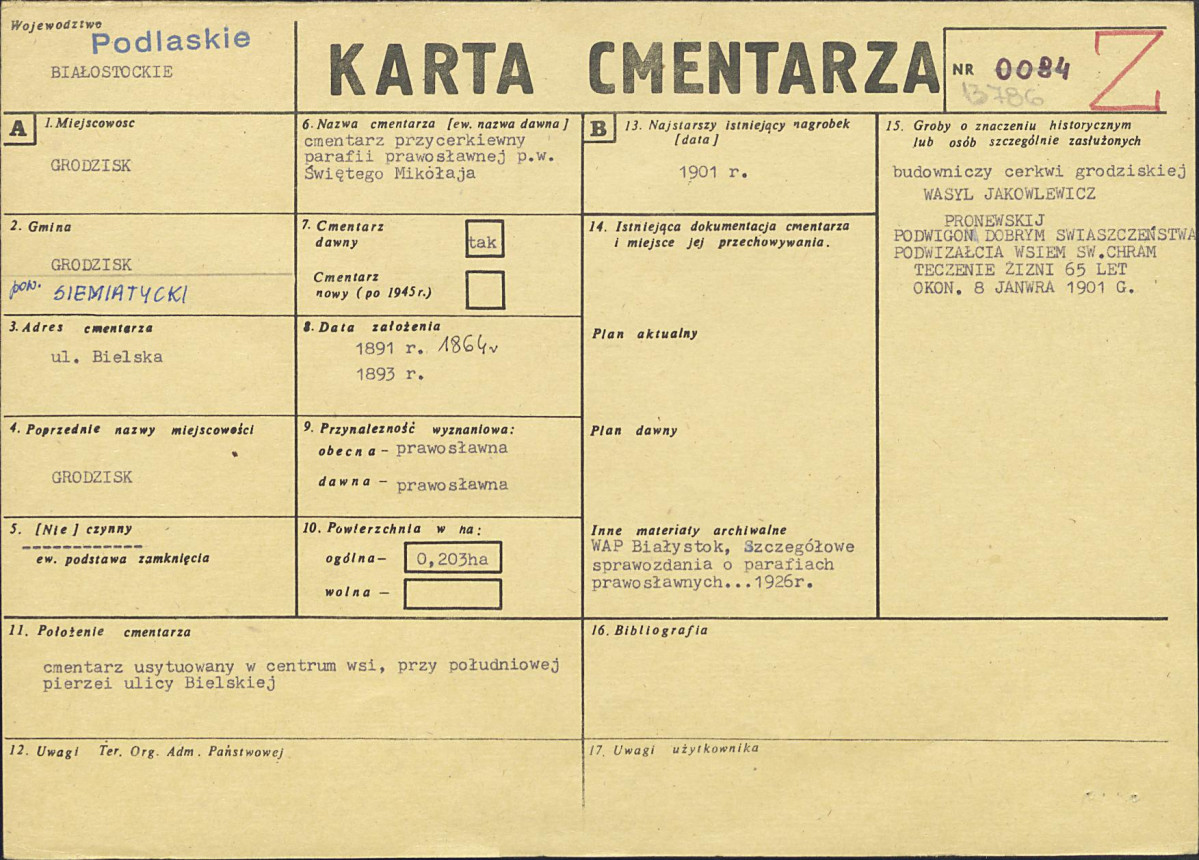 Województwo
Podlaskie
BIAŁOSTOCKIE
KARTA CMENTARZA
NR 0084
13786
Z
A
1. Miejscowosc
GRODZISK
2. Gmina
GRODZISK
pow. SIEMIATYCKI
3. Adres cmentarza
ul. Bielska
4. Poprzednie nazwy miejscowości
GRODZISK
5. [Nie] czynny
ew. podstawa zamknięcia
6. Nazwa cmentarza [ew. nazwa dawna]
cmentarz przycerkiewny
parafii prawosławnej p.w.
Świętego Mikołaja
7. Cmentarz
dawny
tak
Cmentarz
nowy (po 1945 r.)
8. Data założenia
1891 r. 1864
1893 r.
9. Przynależność wyznaniowa:
obecna - prawosławna
dawna - prawosławna
10. Powierzchnia w ha:
ogólna- 0,203ha
wolna -
B
13. Najstarszy istniejący nagrobek
[data]
1901 r.
14. Istniejąca dokumentacja cmentarza
i miejsce jej przechowywania.
Plan aktualny
Plan dawny
Inne materiały archiwalne
WAP Białystok, Szczegółowe
sprawozdania o parafiach
prawosławnych...1926r.
15. Groby o znaczeniu historycznym
lub osób szczególnie zasłużonych
budowniczy cerkwi grodziskiej
WASYL JAKOWLEWICZ
PRONEWSKIJ
PODWIGON DOBRYM SWIASZCZEŃSTWA
PODWIZAŁCIA WSIEM SW.CHRAM
TECZENIE ŻIZNI 65 LET
OKON. 8 JANWRA 1901 G.
11. Położenie cmentarza
cmentarz usytuowany w centrum wsi, przy południowej
pierzei ulicy Bielskiej
12. Uwagi Ter. Org. Adm. Państwowej
16. Bibliografia
17. Uwagi użytkownika